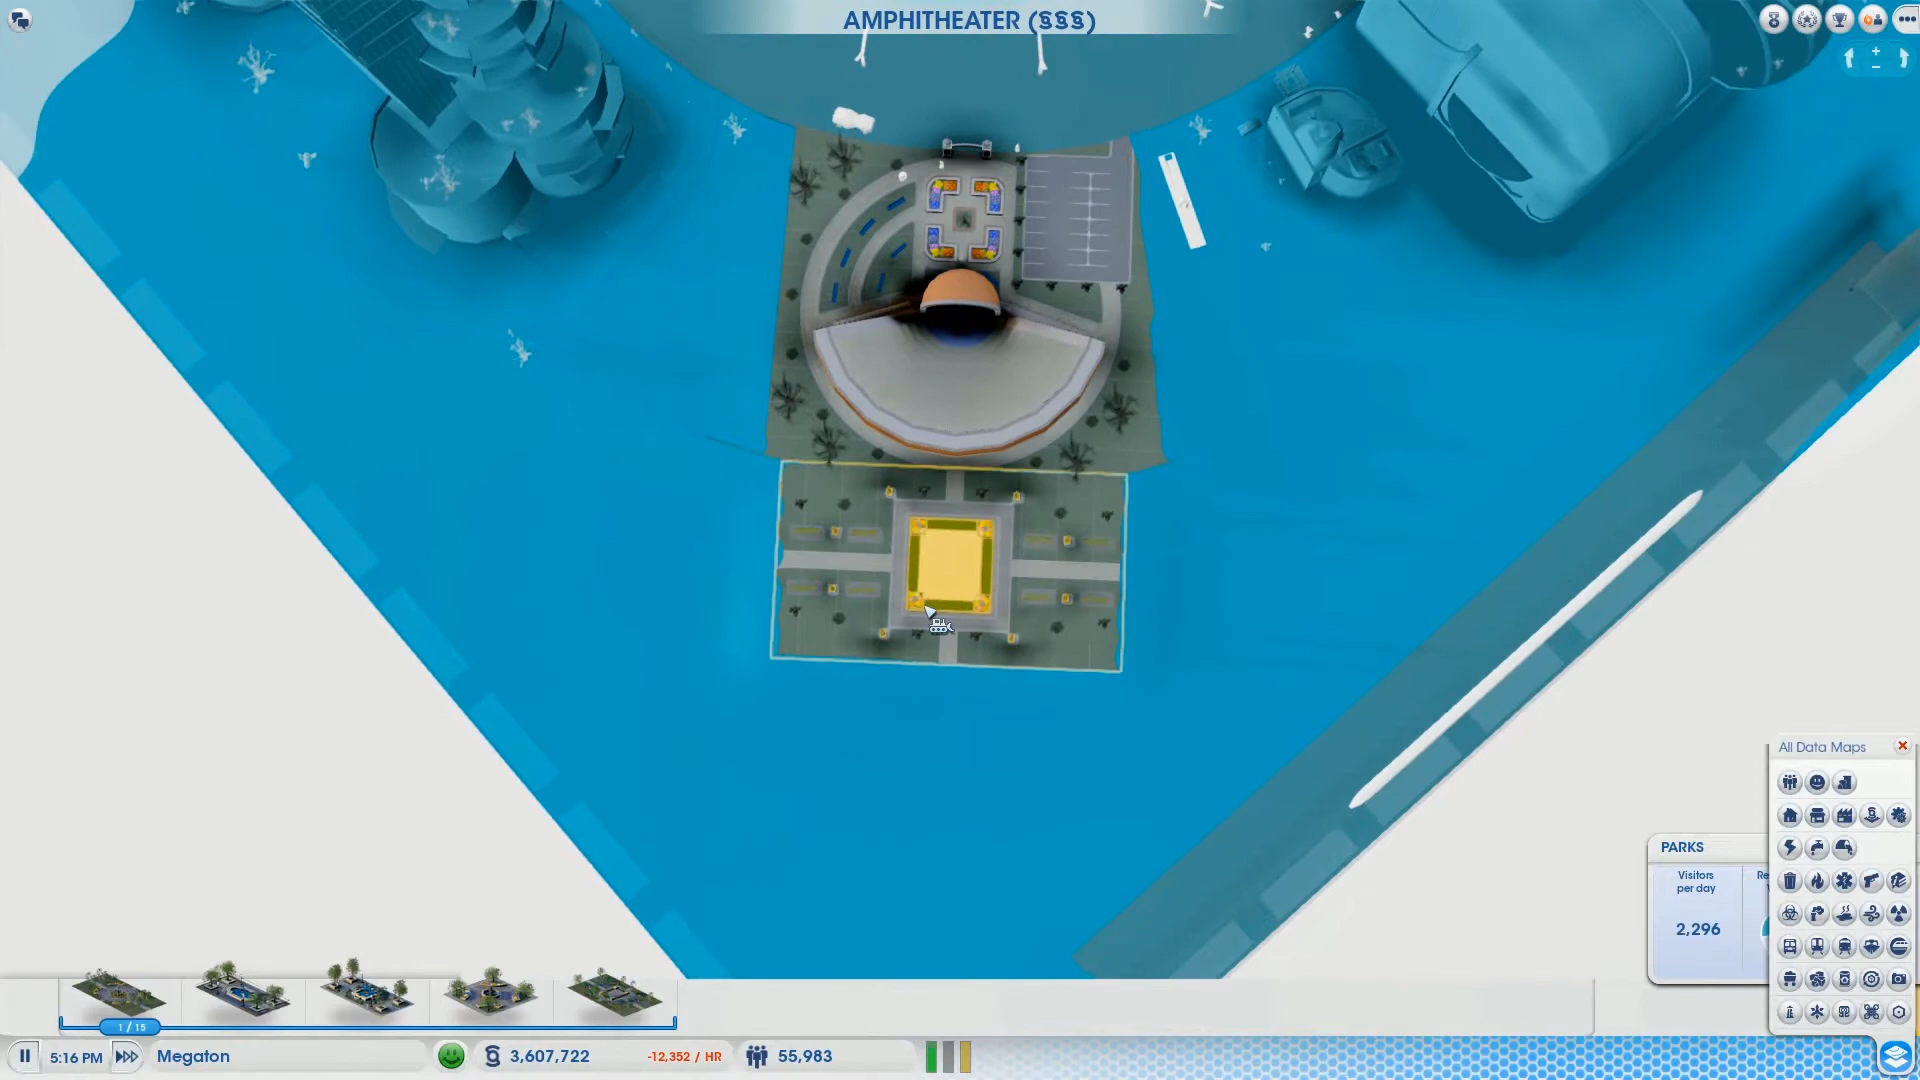 AMPHITHEATER (§§§)
All Data Maps
PARKS
Visitors
per day
Re
2,296
1 / 15
5:16 PM
Megaton
§ 3,607,722
-12,352 / HR
55,983